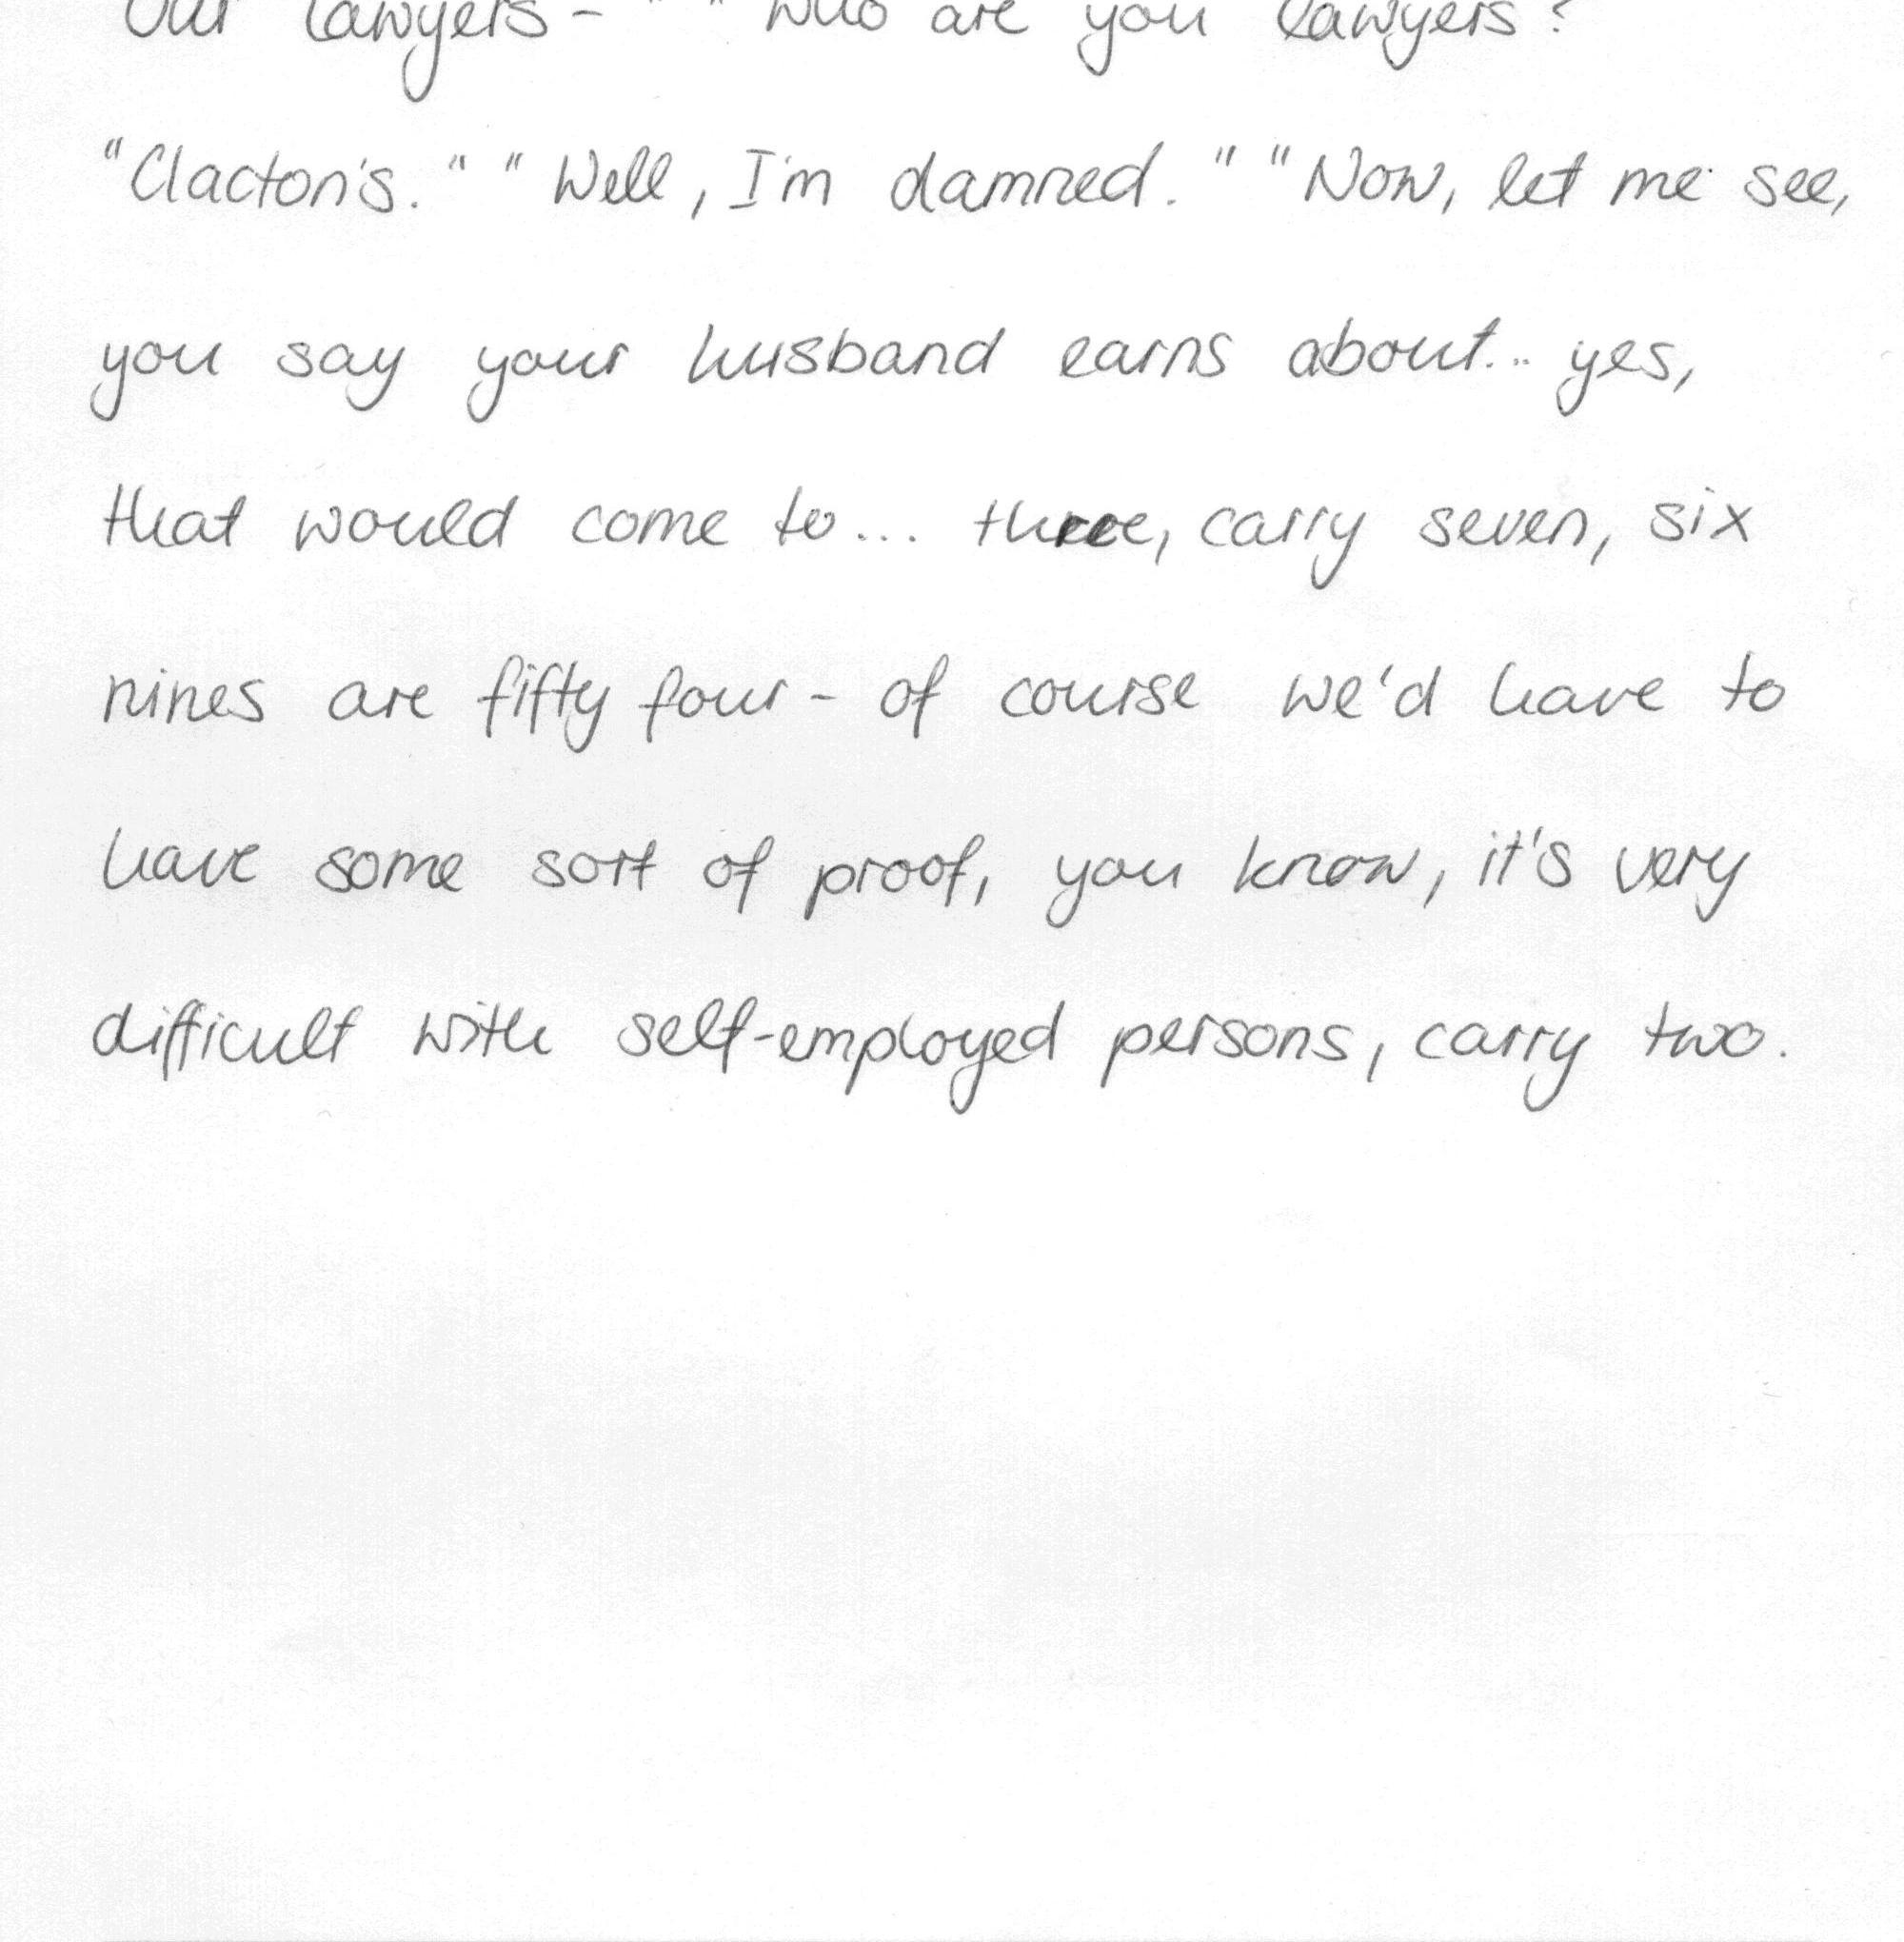 Our lawyers - " " Who are you lawyers?
"Clacton's." "Well, I'm damned." "Now, let me see,
you say your husband earns about... yes,
that would come to... three, carry seven, six
nines are fifty four - of course we'd have to
have some sort of proof, you know, it's very
difficult with self-employed persons, carry two.